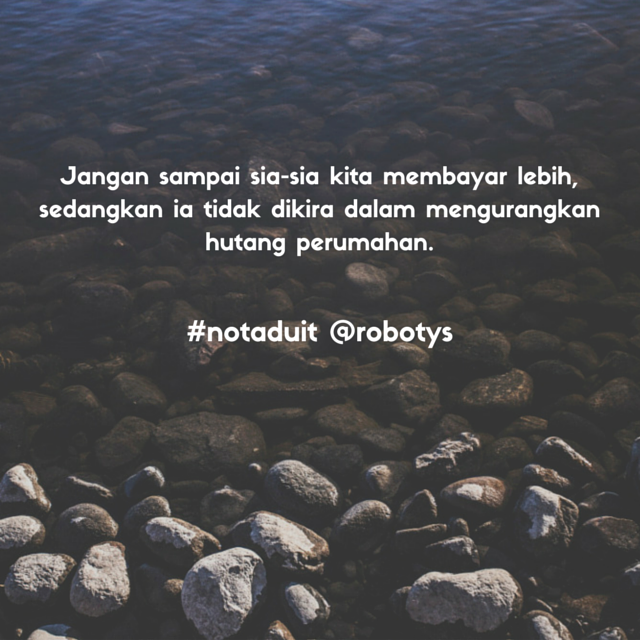 Jangan sampai sia-sia kita membayar lebih,
sedangkan ia tidak dikira dalam mengurangkan
hutang perumahan.
#notaduit @robotys